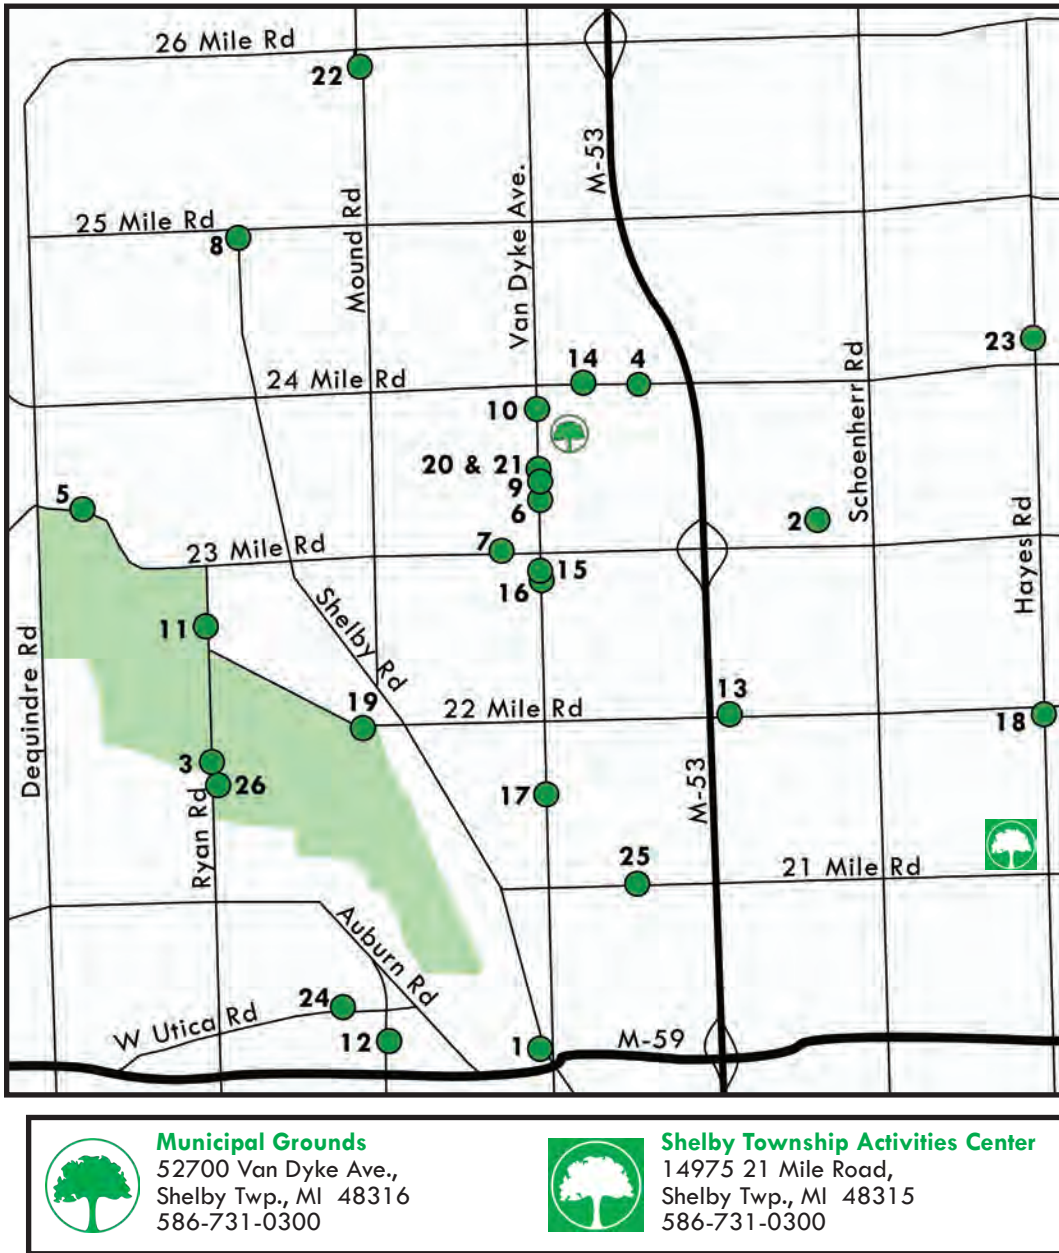 26 Mile Rd
22
M-53
25 Mile Rd
8
Mound Rd
Van Dyke Ave.
23
14
4
24 Mile Rd
10
Schoenherr Rd
20 & 21
9
6
5
2
23 Mile Rd
7
15
16
Hayes Rd
Shelby Rd
11
Dequindre Rd
19
22 Mile Rd
13
18
3
26
17
M-53
Ryan Rd
25
21 Mile Rd
Auburn Rd
24
W Utica Rd
12
1
M-59
Municipal Grounds
52700 Van Dyke Ave.,
Shelby Twp., MI 48316
586-731-0300
Shelby Township Activities Center
14975 21 Mile Road,
Shelby Twp., MI 48315
586-731-0300